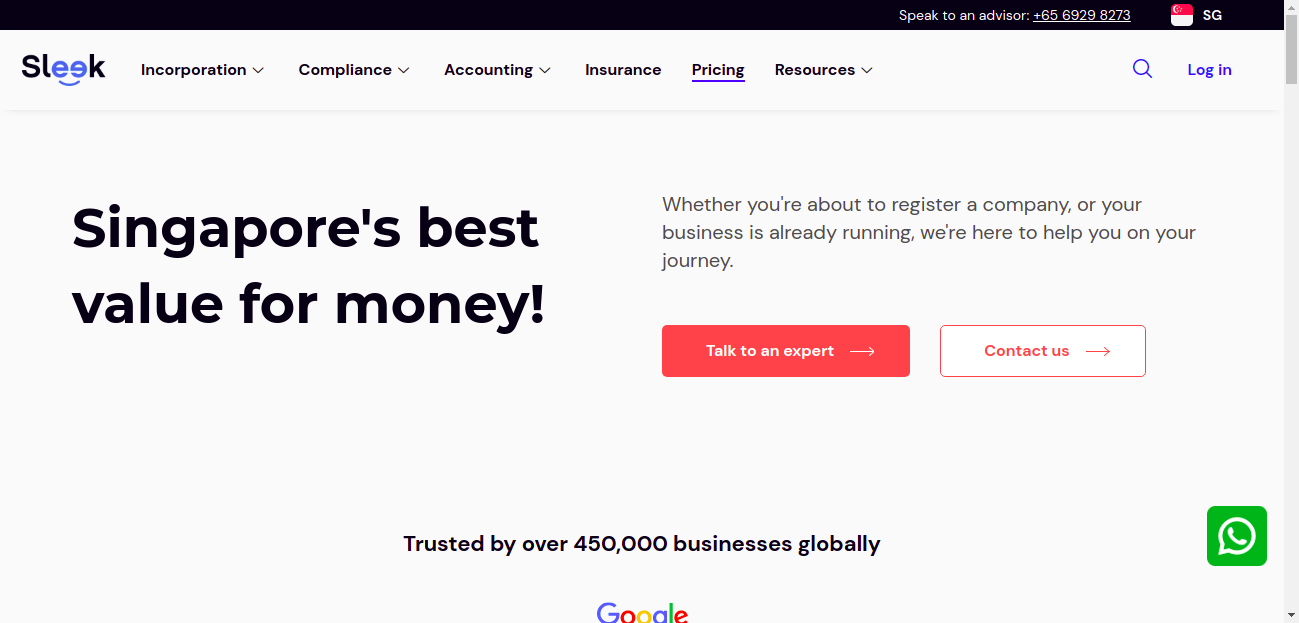 Speak to an advisor: +65 6929 8273
SG
Sleek
Incorporation
Compliance
Accounting
Insurance
Pricing
Resources
Log in
Singapore's best
value for money!
Whether you're about to register a company, or your
business is already running, we're here to help you on your
journey.
Talk to an expert
Contact us
Trusted by over 450,000 businesses globally
Google